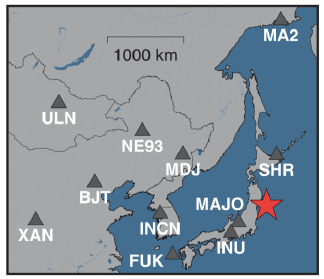 MA2
1000 km
ULN
NE93
MDJ
SHR
BJT
MAJO
INCN
XAN
INU
FUK